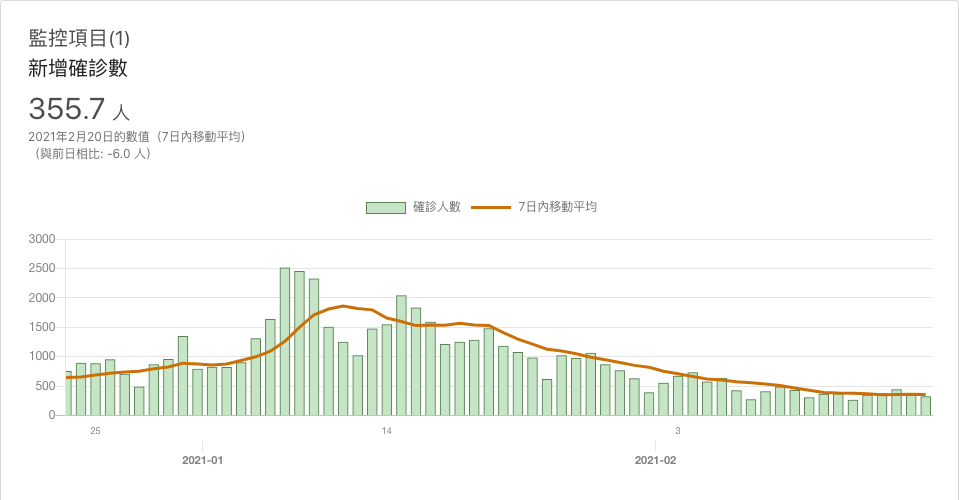 監控項目(1)
新增確診數
355.7 人
2021年2月20日的數值（7日內移動平均）
（與前日相比: -6.0 人）
確診人數 7日內移動平均
3000
2500
2000
1500
1000
500
0
25 14 3
2021-01 2021-02